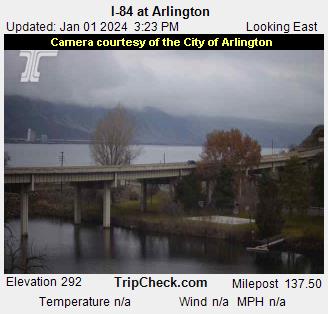 I-84 at Arlington
Updated: Jan 01 2024 3:23 PM Looking East
Camera courtesy of the City of Arlington
Elevation 292 TripCheck.com Milepost 137.50
Temperature n/a Wind n/a MPH n/a